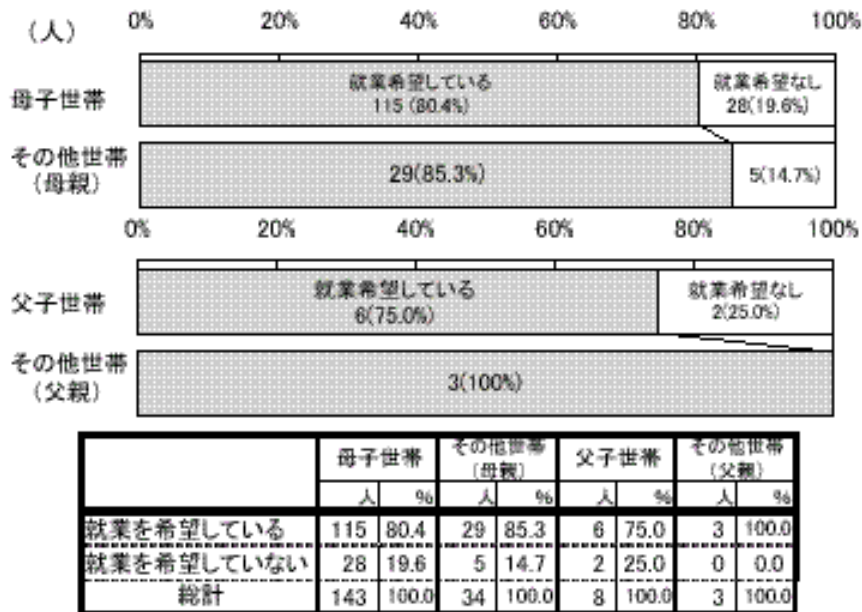 (人) 0% 20% 40% 60% 80% 100%
母子世帯 就業希望している 就業希望なし
115 (80.4%) 28(19.6%)
その他世帯
(母親) 29(85.3%) 5(14.7%)
0% 20% 40% 60% 80% 100%
父子世帯 就業希望している 就業希望なし
6(75.0%) 2(25.0%)
その他世帯
(父親) 3(100%)
母子世帯 その他世帯(母親) 父子世帯 その他世帯(父親)
人 % 人 % 人 % 人 %
就業を希望している 115 80.4 29 85.3 6 75.0 3 100.0
就業を希望していない 28 19.6 5 14.7 2 25.0 0 0.0
総計 143 100.0 34 100.0 8 100.0 3 100.0